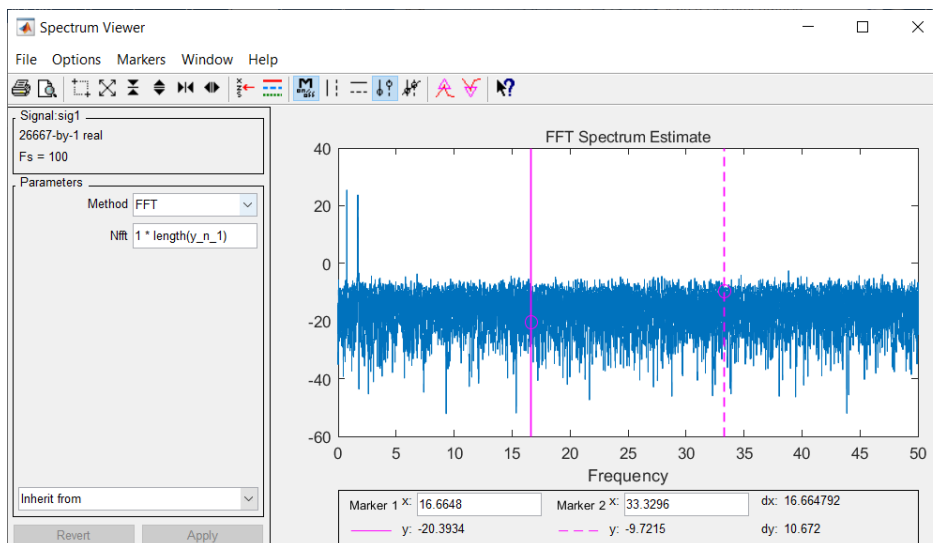 Spectrum Viewer
File Options Markers Window Help
Signal:sig1
26667-by-1 real
Fs = 100
Parameters
Method FFT
Nfft 1 * length(y_n_1)
Inherit from
Revert Apply
FFT Spectrum Estimate
40
20
0
-20
-40
-60
0 5 10 15 20 25 30 35 40 45 50
Frequency
Marker 1 x: 16.6648 Marker 2 x: 33.3296 dx: 16.664792
y: -20.3934 y: -9.7215 dy: 10.672